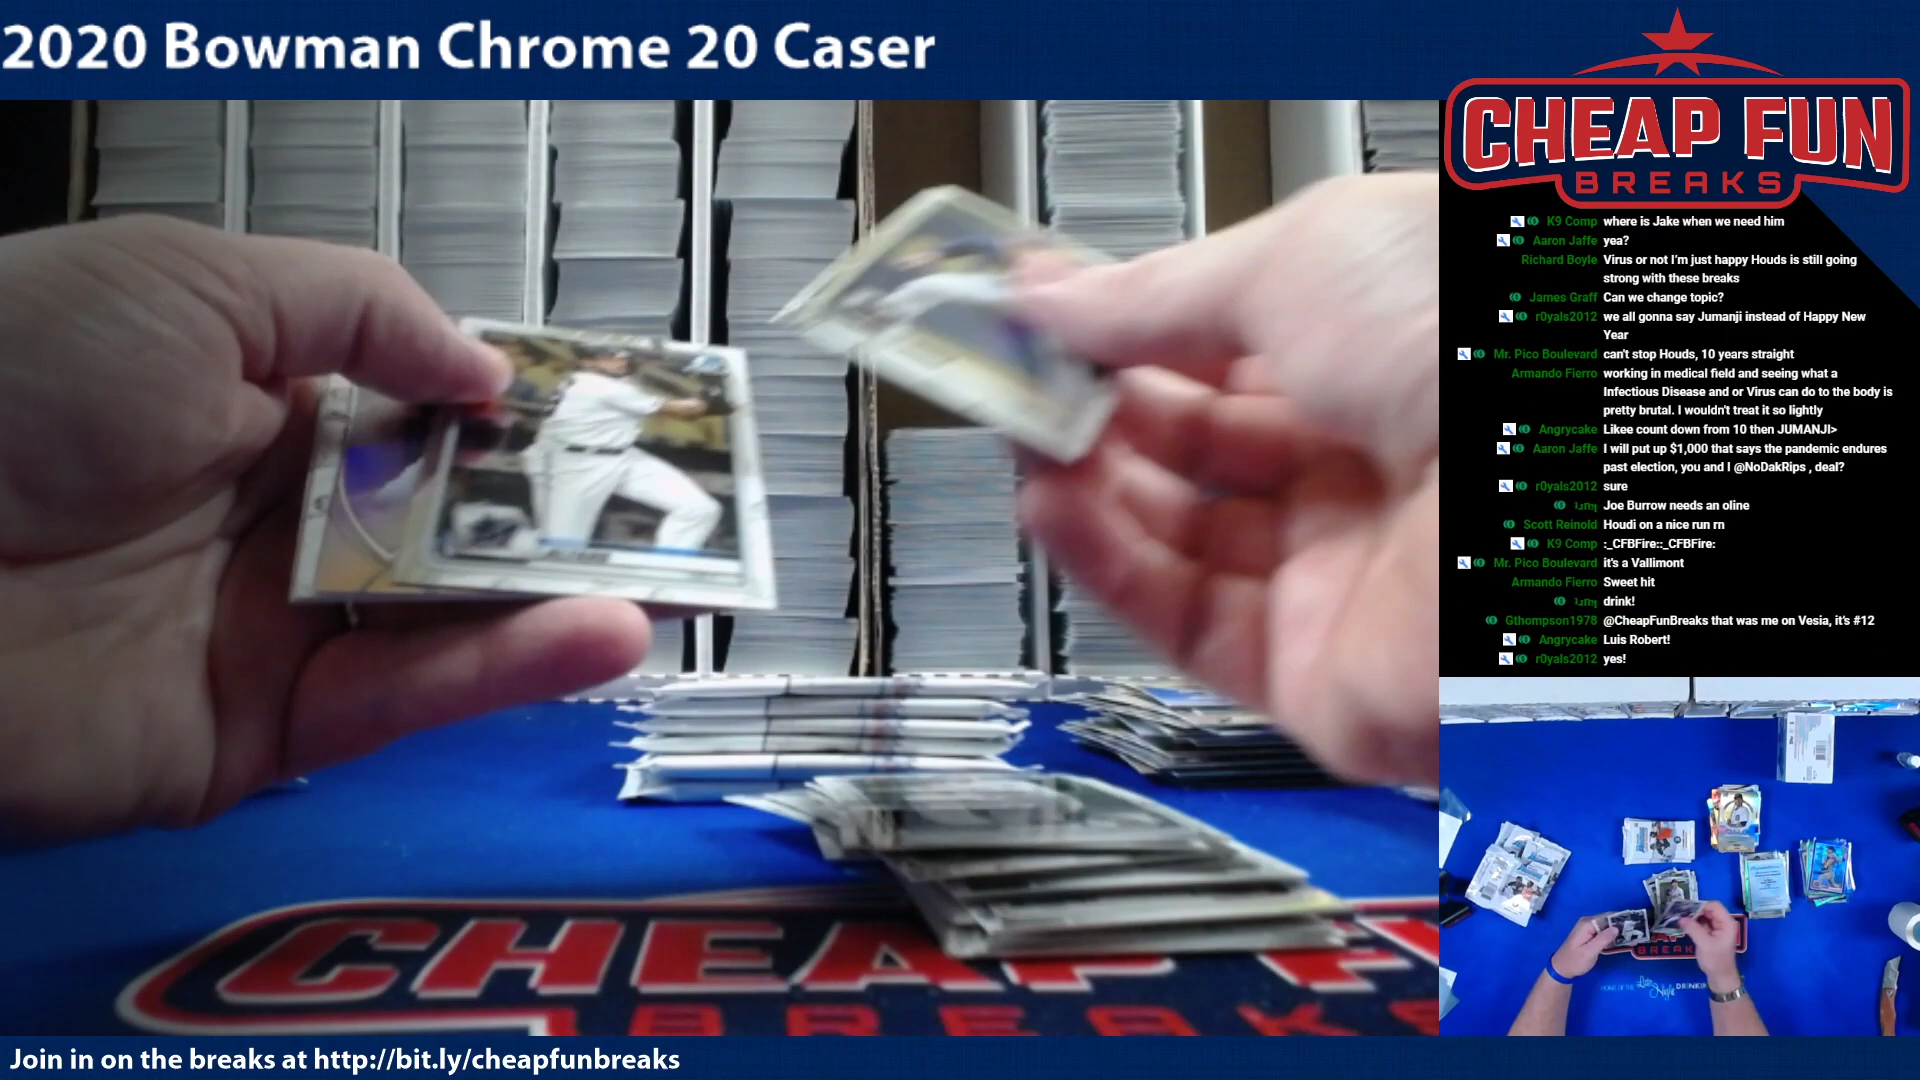 2020 Bowman Chrome 20 Caser
CHEAP FUN
BREAKS
K9 Comp where is Jake when we need him
Aaron Jaffe yea?
Richard Boyle Virus or not I'm just happy Houds is still going
strong with these breaks
James Graff Can we change topic?
r0yals2012 we all gonna say Jumanji instead of Happy New
Year
Mr. Pico Boulevard can't stop Houds, 10 years straight
Armando Fierro working in medical field and seeing what a
Infectious Disease and or Virus can do to the body is
pretty brutal. I wouldn't treat it so lightly
Angrycake Likee count down from 10 then JUMANJI>
Aaron Jaffe I will put up $1,000 that says the pandemic endures
past election, you and I @NoDakRips , deal?
r0yals2012 sure
Joe Burrow needs an oline
Scott Reinold Houdi on a nice run rn
K9 Comp :_CFBFire::_CFBFire:
Mr. Pico Boulevard it's a Vallimont
Armando Fierro Sweet hit
drink!
Gthompson1978 @CheapFunBreaks that was me on Vesia, it's #12
Angrycake Luis Robert!
r0yals2012 yes!
CHEAP F
BREAKS
Join in on the breaks at http://bit.ly/cheapfunbreaks